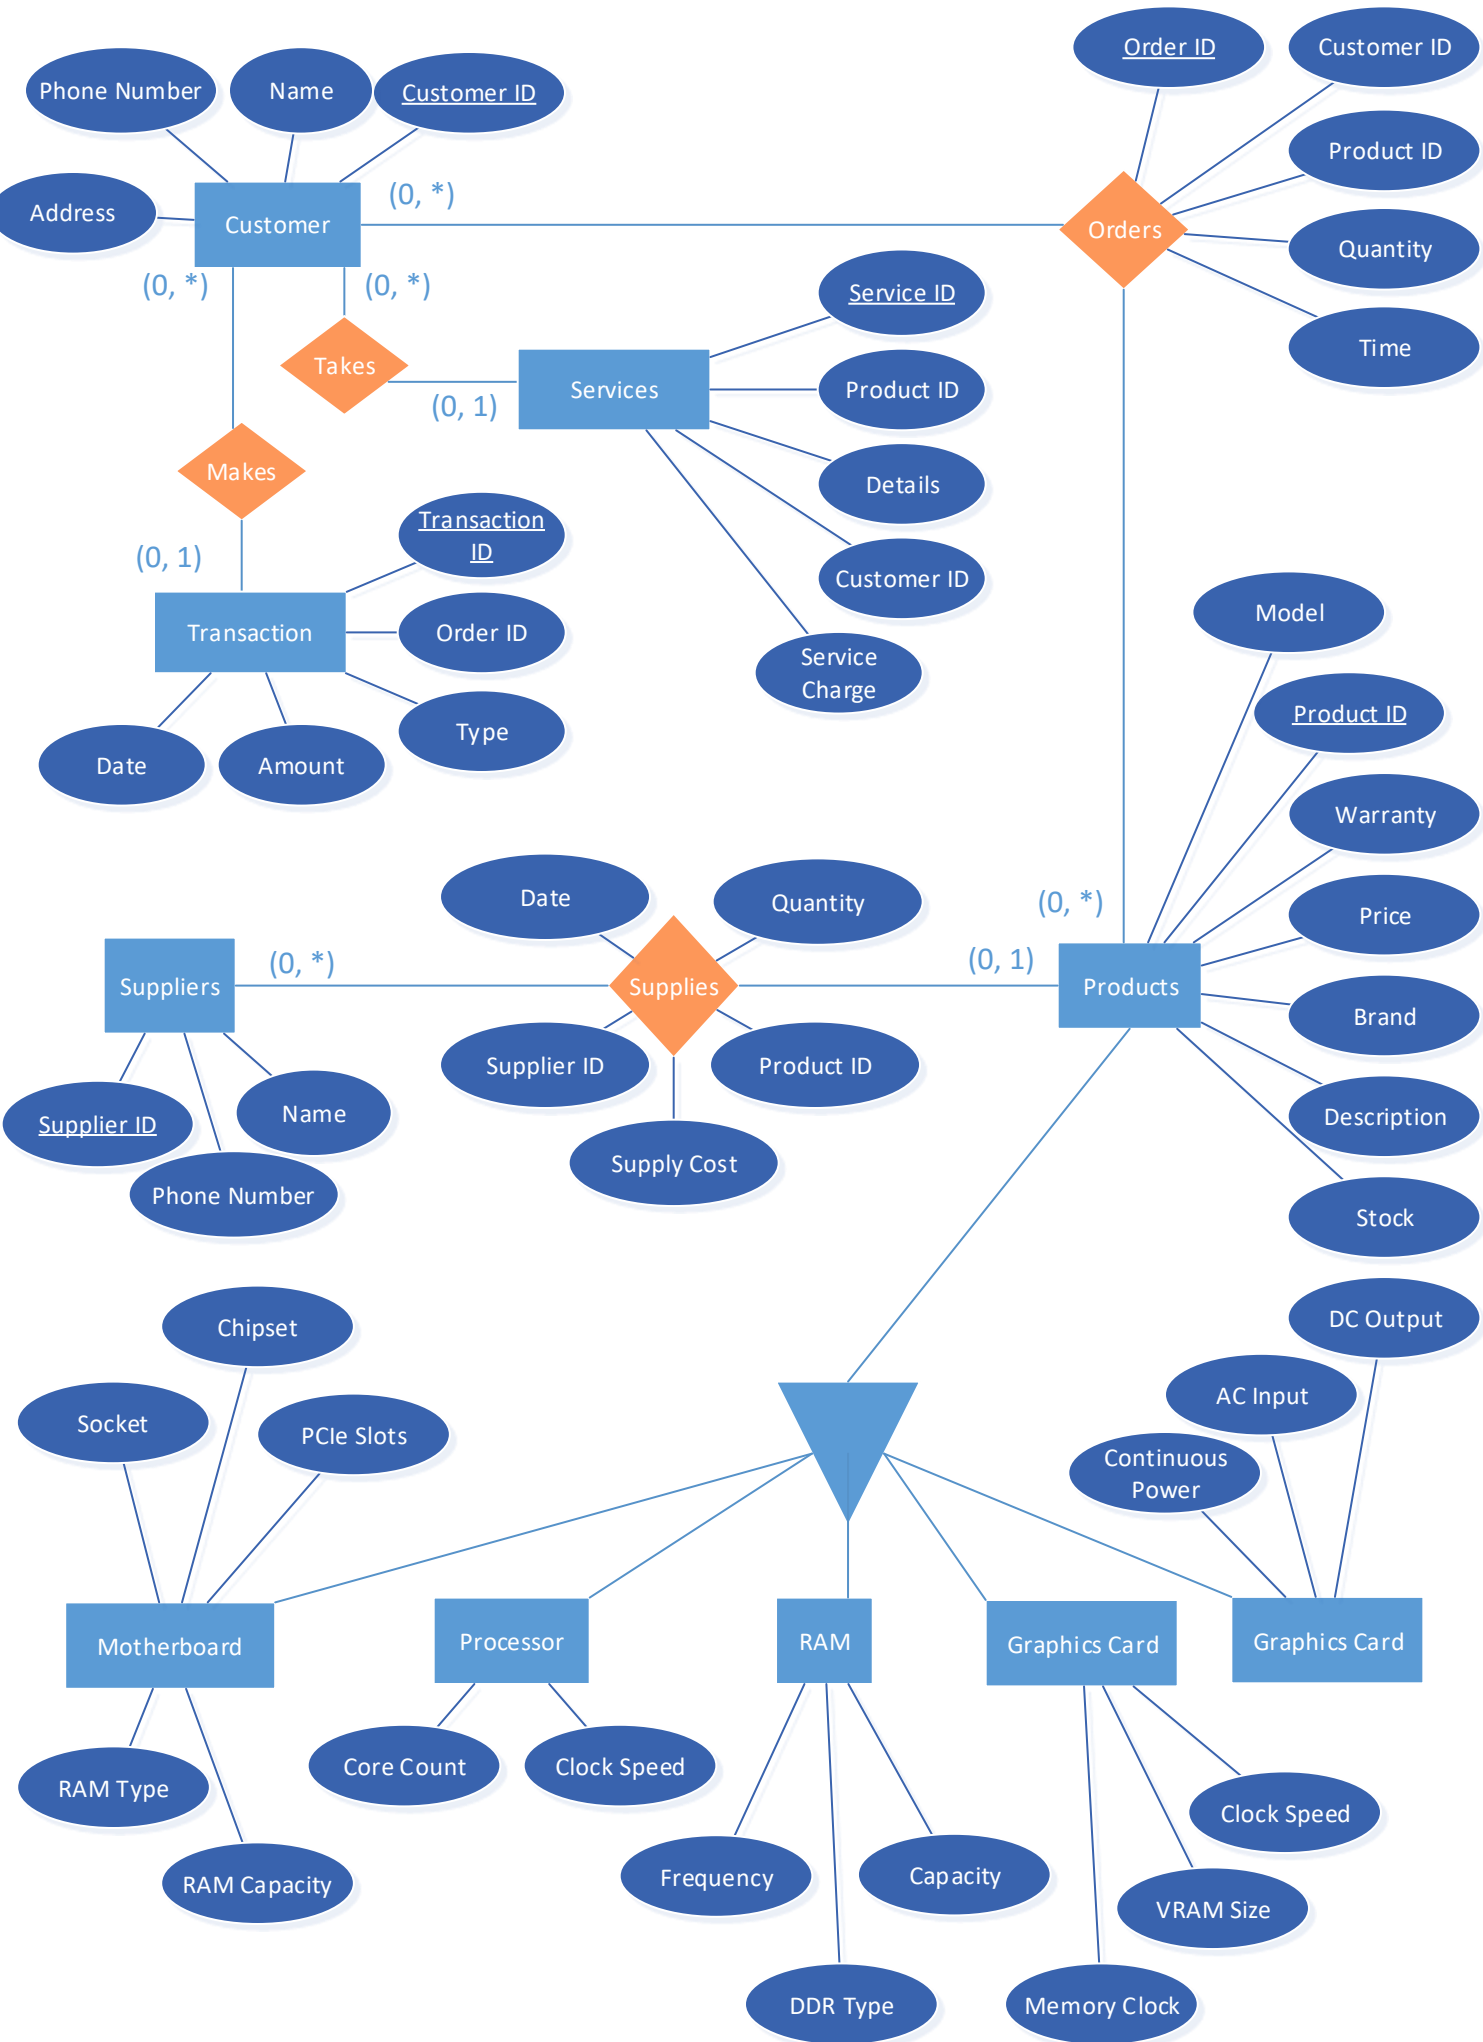 Order ID
Customer ID
Phone Number
Name
Customer ID
Product ID
(0, *)
Address
Customer
Orders
Quantity
(0, *)
(0, *)
Service ID
Time
Takes
Services
Product ID
(0, 1)
Makes
Details
Transaction
ID
(0, 1)
Customer ID
Model
Transaction
Order ID
Service
Charge
Product ID
Type
Date
Amount
Warranty
Date
Quantity
(0, *)
Price
(0, *)
(0, 1)
Suppliers
Supplies
Products
Brand
Supplier ID
Product ID
Supplier ID
Name
Description
Supply Cost
Phone Number
Stock
Chipset
DC Output
AC Input
Socket
PCIe Slots
Continuous
Power
Motherboard
Processor
RAM
Graphics Card
Graphics Card
RAM Type
Core Count
Clock Speed
Clock Speed
RAM Capacity
Frequency
Capacity
VRAM Size
DDR Type
Memory Clock